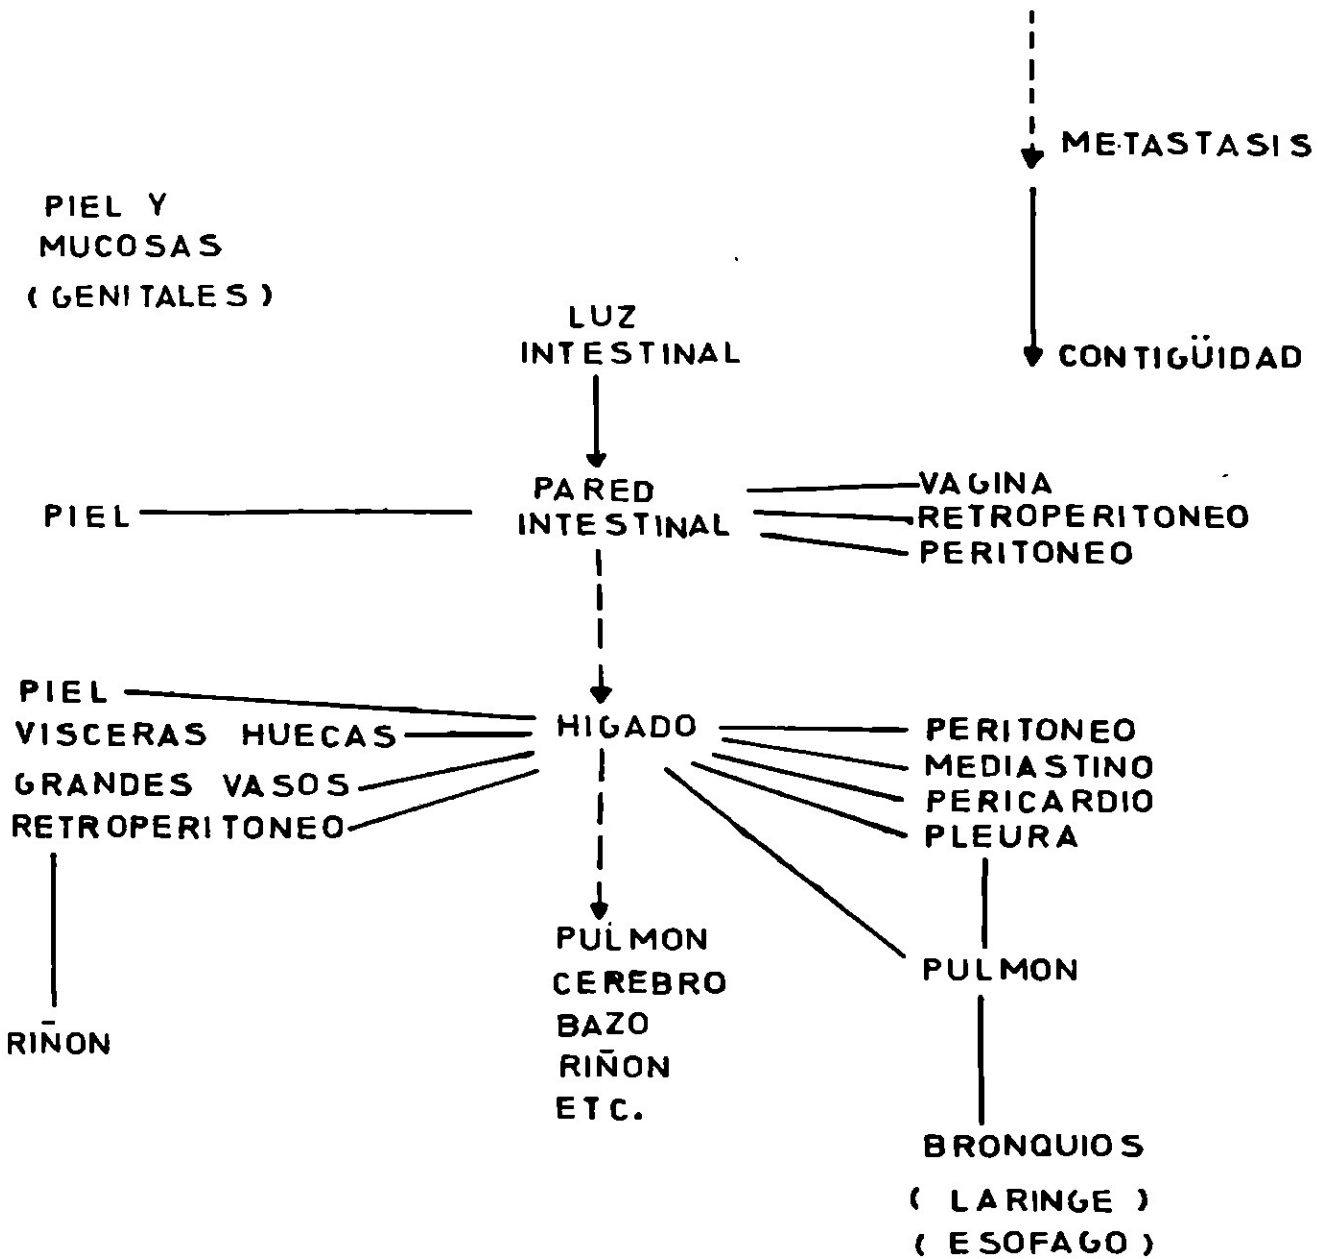 METASTASIS
PIEL Y
MUCOSAS
(GENITALES)
LUZ
INTESTINAL
CONTIGÜIDAD
PIEL
PARED
INTESTINAL
VAGINA
RETROPERITONEO
PERITONEO
PIEL
VISCERAS HUECAS
GRANDES VASOS
RETROPERITONEO
HIGADO
PERITONEO
MEDIASTINO
PERICARDIO
PLEURA
PULMON
CEREBRO
BAZO
RIÑON
ETC.
PULMON
RIÑON
BRONQUIOS
( LARINGE )
( ESOFAGO )